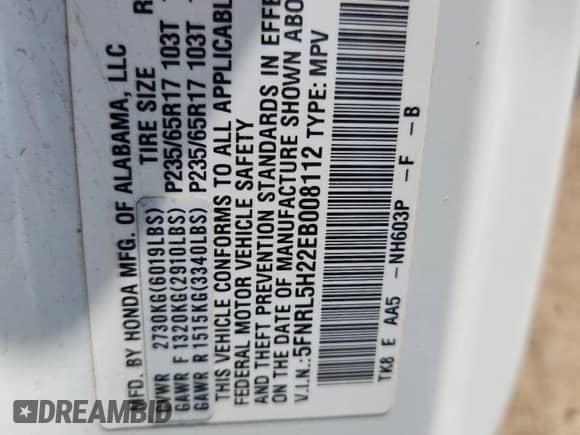 MFD. BY HONDA MFG. OF ALABAMA, LLC
TIRE SIZE RI
GVWR 2730KG(6019LBS)
GAWR F 1320KG(2910LBS) P235/65R17 103T
GAWR R 1515KG(3340LBS) P235/65R17 103T
THIS VEHICLE CONFORMS TO ALL APPLICABLE
FEDERAL MOTOR VEHICLE SAFETY
AND THEFT PREVENTION STANDARDS IN EFFE
ON THE DATE OF MANUFACTURE SHOWN ABO
V.I.N.:5FNRL5H22EB008112 TYPE: MPV
TK8 E AA5 -NH603P -F -B
DREAMBID